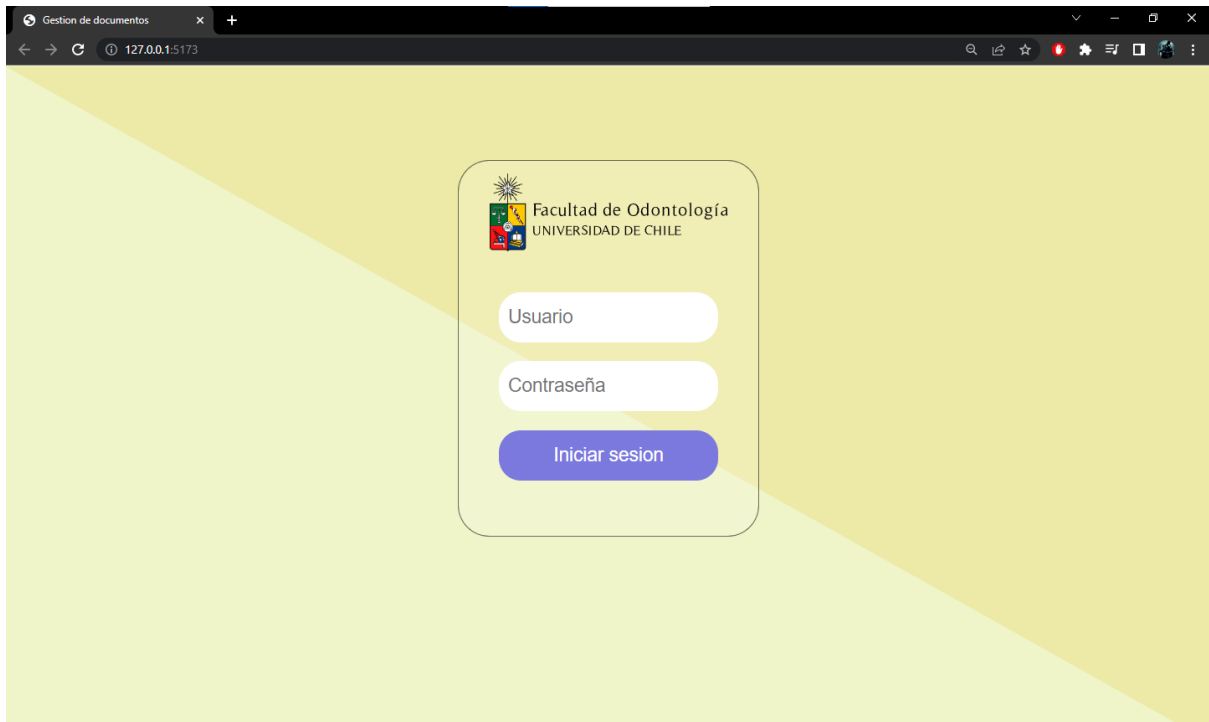 Gestion de documentos
127.0.0.1:5173
Facultad de Odontología
UNIVERSIDAD DE CHILE
Usuario
Contraseña
Iniciar sesion